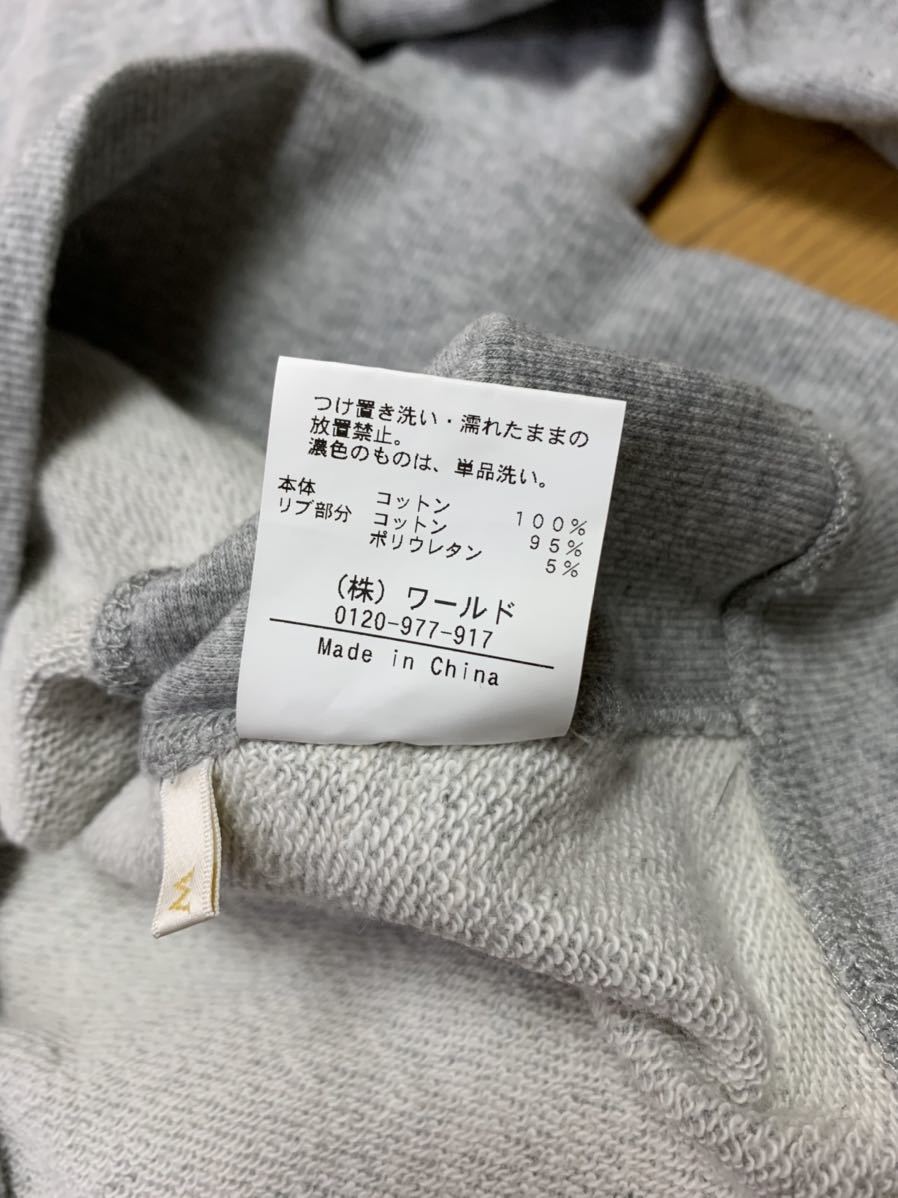 つけ置き洗い・濡れたままの
放置禁止。
濃色のものは、単品洗い。
本体 コットン 100%
リブ部分 コットン 95%
ポリウレタン 5%
(株) ワールド
0120-977-917
Made in China
W